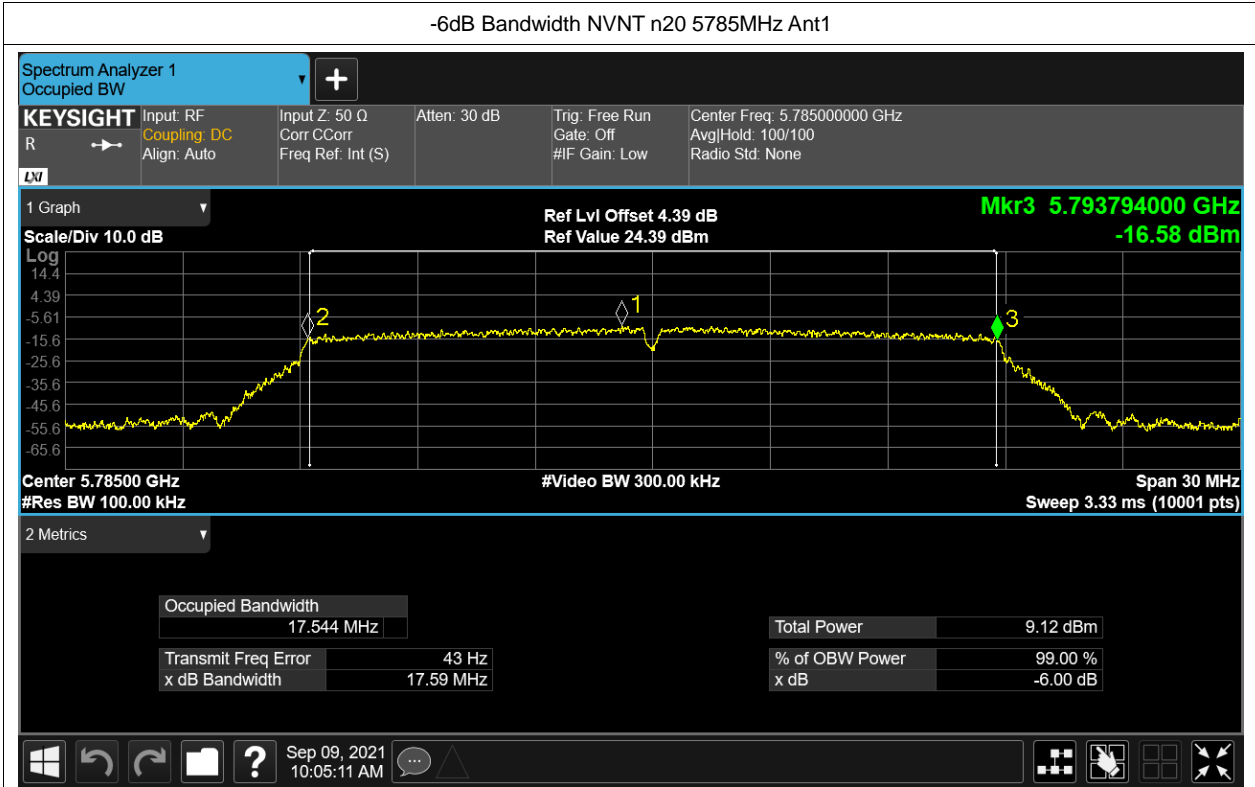 -6dB Bandwidth NVNT n20 5785MHz Ant1
Spectrum Analyzer 1
Occupied BW
+
KEYSIGHT
R
LXI
Input: RF
Coupling: DC
Align: Auto
Input Z: 50 Ω
Corr CCorr
Freq Ref: Int (S)
Atten: 30 dB
Trig: Free Run
Gate: Off
#IF Gain: Low
Center Freq: 5.785000000 GHz
Avg|Hold: 100/100
Radio Std: None
1 Graph
Scale/Div 10.0 dB
Ref Lvl Offset 4.39 dB
Ref Value 24.39 dBm
Mkr3 5.793794000 GHz
-16.58 dBm
Log
14.4
4.39
-5.61
-15.6
-25.6
-35.6
-45.6
-55.6
-65.6
2
1
3
Center 5.78500 GHz
#Res BW 100.00 kHz
#Video BW 300.00 kHz
Span 30 MHz
Sweep 3.33 ms (10001 pts)
2 Metrics
Occupied Bandwidth
17.544 MHz
Transmit Freq Error 43 Hz
x dB Bandwidth 17.59 MHz
Total Power 9.12 dBm
% of OBW Power 99.00 %
x dB -6.00 dB
?
Sep 09, 2021
10:05:11 AM